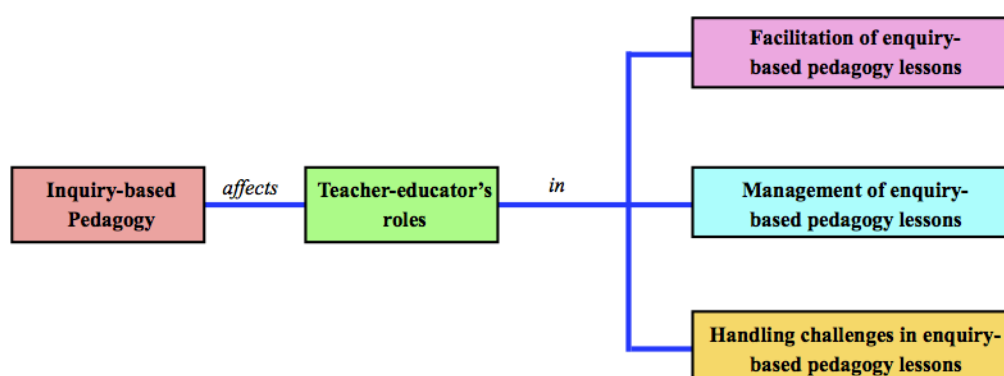 Facilitation of enquiry-
based pedagogy lessons
Inquiry-based
Pedagogy
affects
Teacher-educator's
roles
in
Management of enquiry-
based pedagogy lessons
Handling challenges in enquiry-
based pedagogy lessons